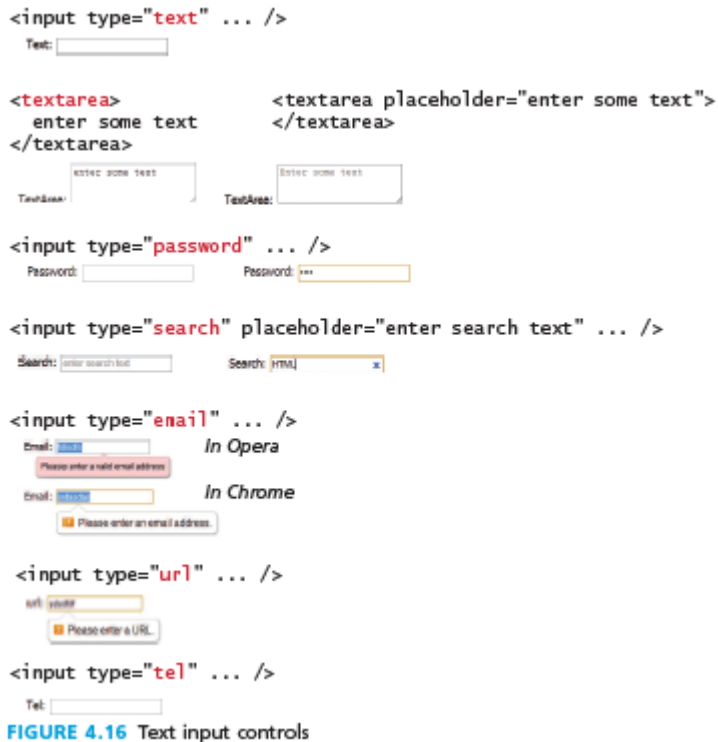 <input type="text" ... />
Text:
<textarea>
enter some text
</textarea>
<textarea placeholder="enter some text">
</textarea>
enter some text
TextArea:
Enter some text
TextArea:
<input type="password" ... />
Password:
Password: ••••
<input type="search" placeholder="enter search text" ... />
Search: enter search text
Search: HTML x
<input type="email" ... />
Email:
In Opera
Please enter a valid email address
Email:
In Chrome
! Please enter an email address.
<input type="url" ... />
url:
! Please enter a URL.
<input type="tel" ... />
Tel:
FIGURE 4.16 Text input controls